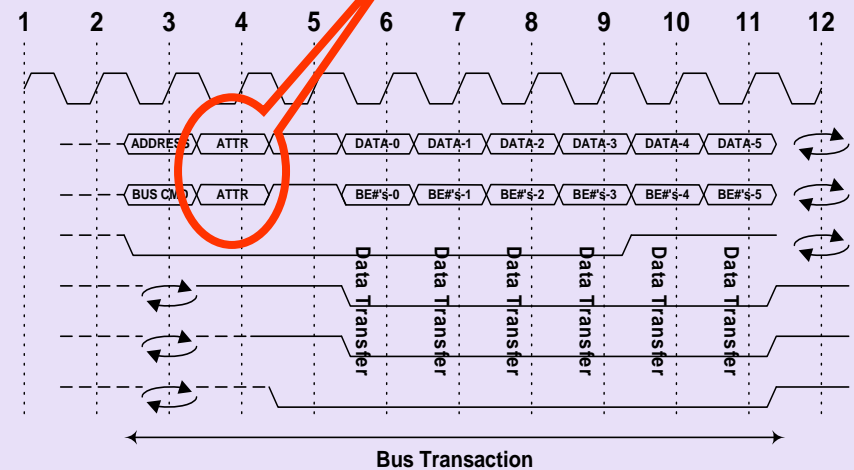 1 2 3 4 5 6 7 8 9 10 11 12
ADDRESS ATTR DATA-0 DATA-1 DATA-2 DATA-3 DATA-4 DATA-5
BUS CMD ATTR BE#'s-0 BE#'s-1 BE#'s-2 BE#'s-3 BE#'s-4 BE#'s-5
Data Transfer
Data Transfer
Data Transfer
Data Transfer
Data Transfer
Data Transfer
Bus Transaction